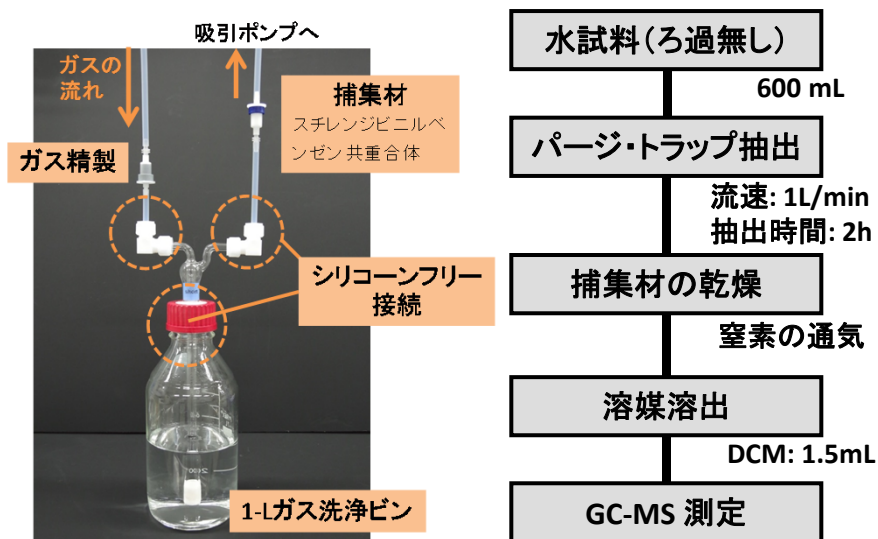 吸引ポンプへ
ガスの
流れ
捕集材
スチレンジビニルベ
ンゼン共重合体
ガス精製
シリコーンフリー
接続
1-Lガス洗浄ビン
水試料(ろ過無し)
600 mL
パージ・トラップ抽出
流速: 1L/min
抽出時間: 2h
捕集材の乾燥
窒素の通気
溶媒溶出
DCM: 1.5mL
GC-MS 測定